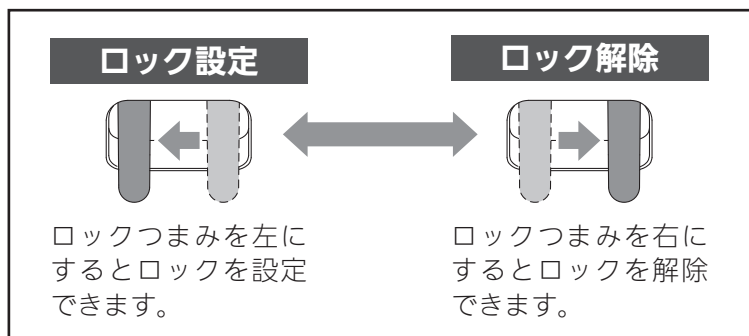 ロック設定
ロックつまみを左に
するとロックを設定
できます。
ロック解除
ロックつまみを右に
するとロックを解除
できます。